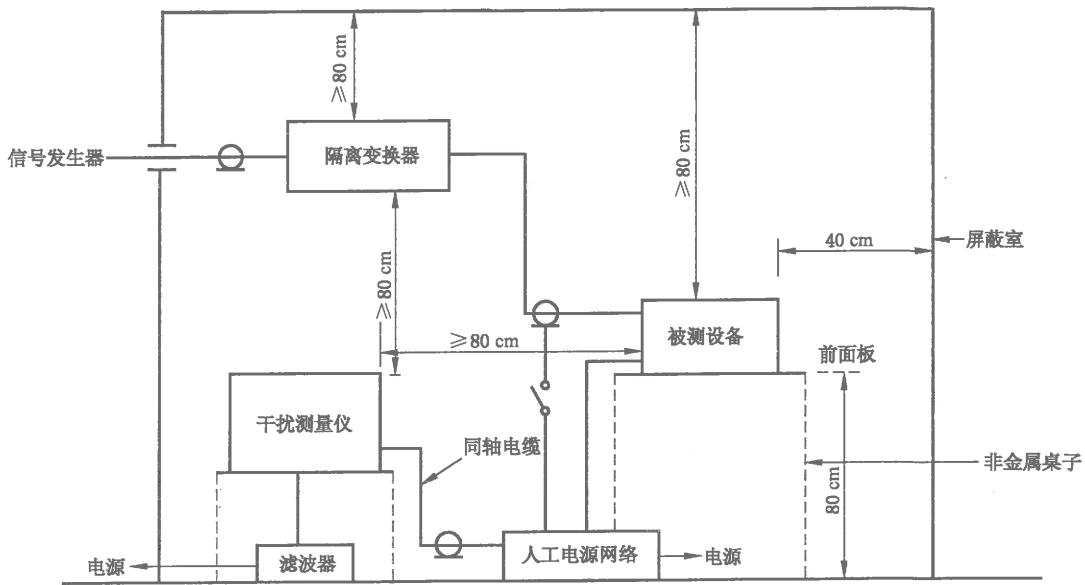 ≥80 cm
信号发生器
隔离变换器
≥80 cm
40 cm
屏蔽室
≥80 cm
≥80 cm
被测设备
前面板
干扰测量仪
同轴电缆
非金属桌子
80 cm
电源
滤波器
人工电源网络
电源